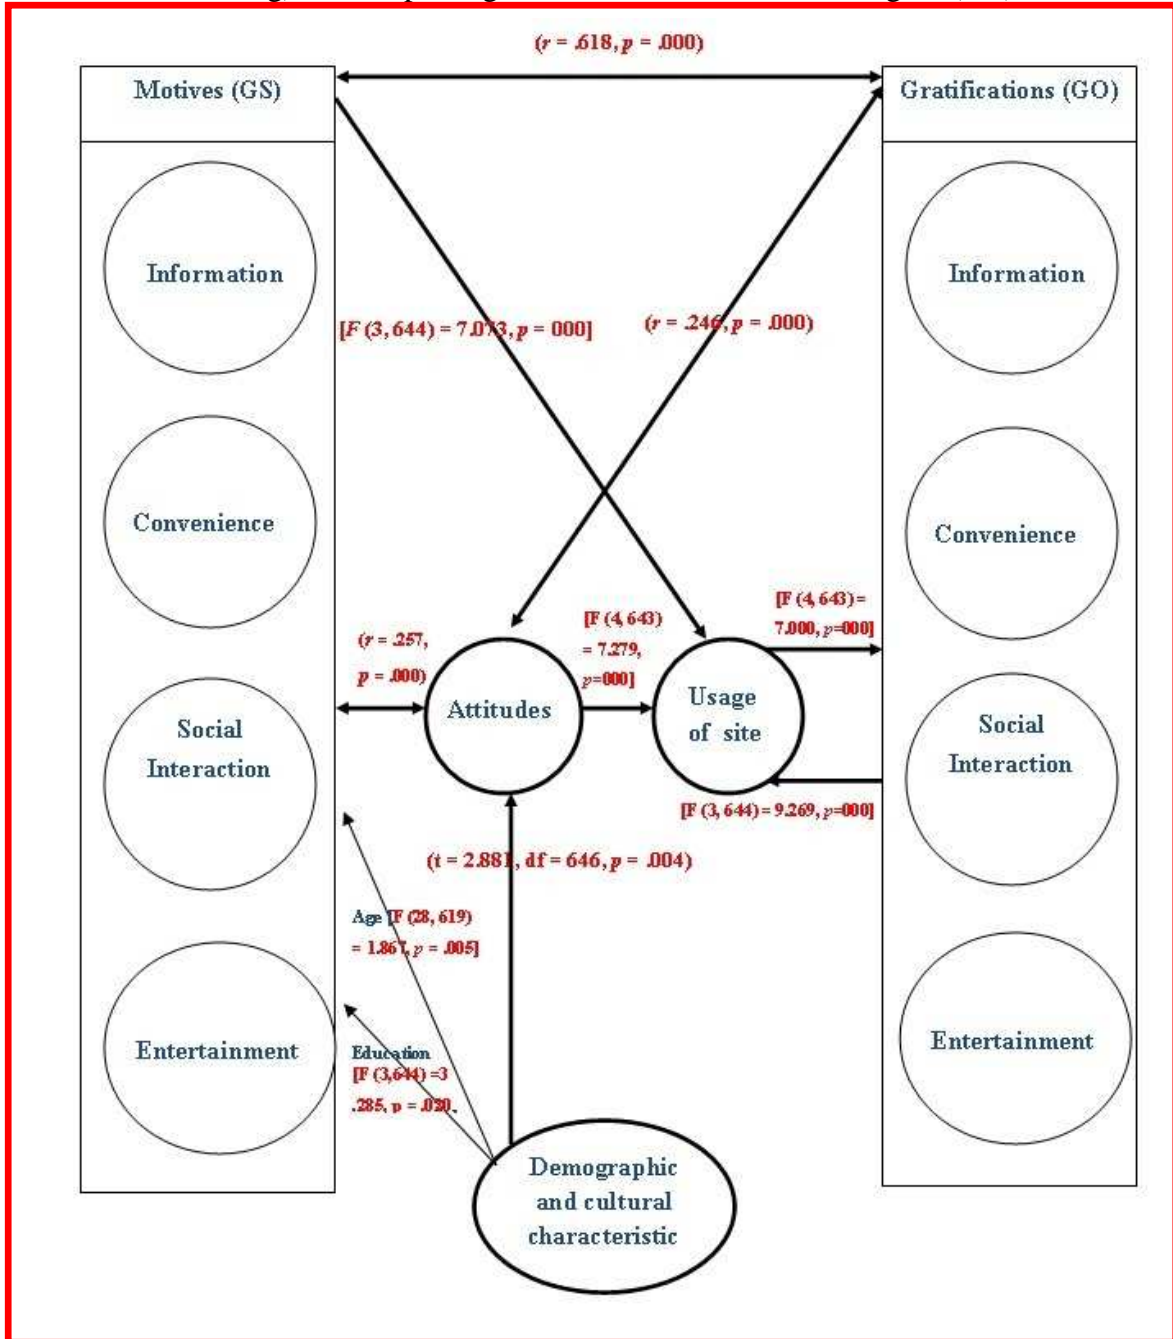 (r = .618, p = .000)
Motives (GS)
Gratifications (GO)
Information
Information
[F (3, 644) = 7.073, p = 000]
(r = .246, p = .000)
Convenience
Convenience
[F (4, 643) =
7.000, p=000]
[F (4, 643)
= 7.279,
p=000]
(r = .257,
p = .000)
Attitudes
Usage
of site
Social
Interaction
Social
Interaction
[F (3, 644) = 9.269, p=000]
(t = 2.881, df = 646, p = .004)
Age [F (28, 619)
= 1.867, p = .005]
Entertainment
Entertainment
Education
[F (3,644) =3
.285, p = .020.
Demographic
and cultural
characteristic